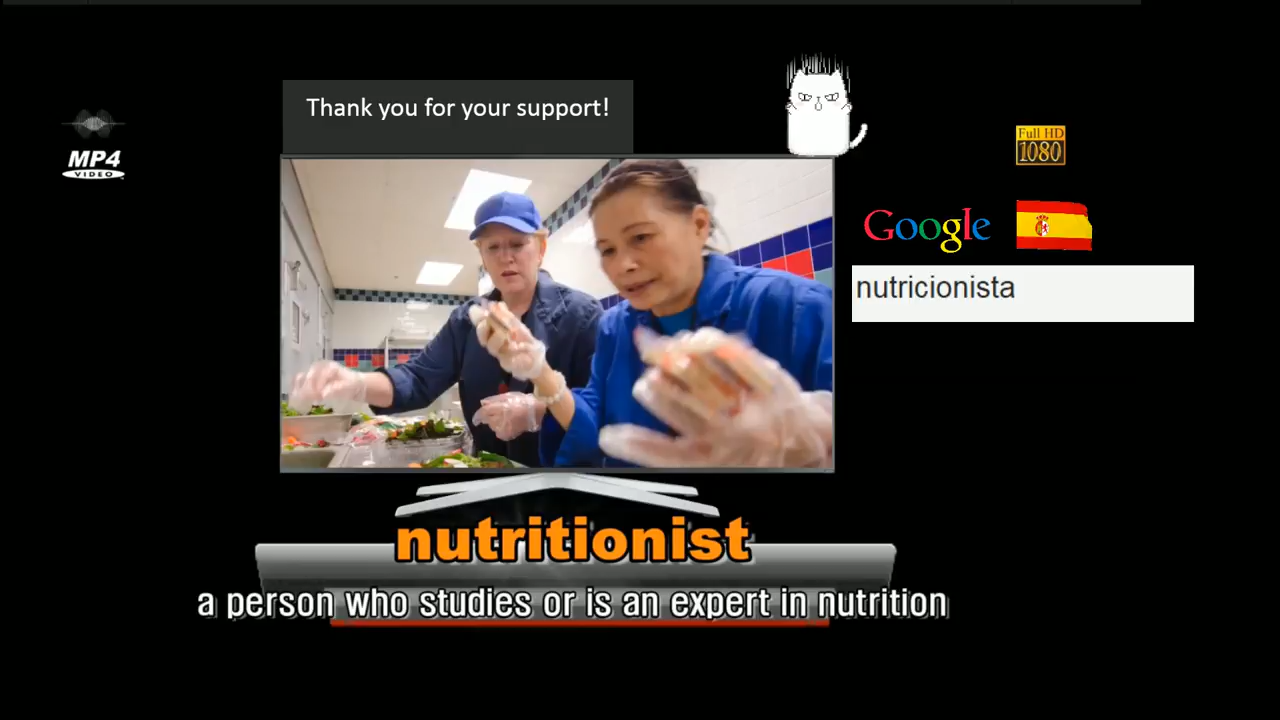 Thank you for your support!
MP4
VIDEO
Full HD
1080
Google
nutricionista
nutritionist
a person who studies or is an expert in nutrition